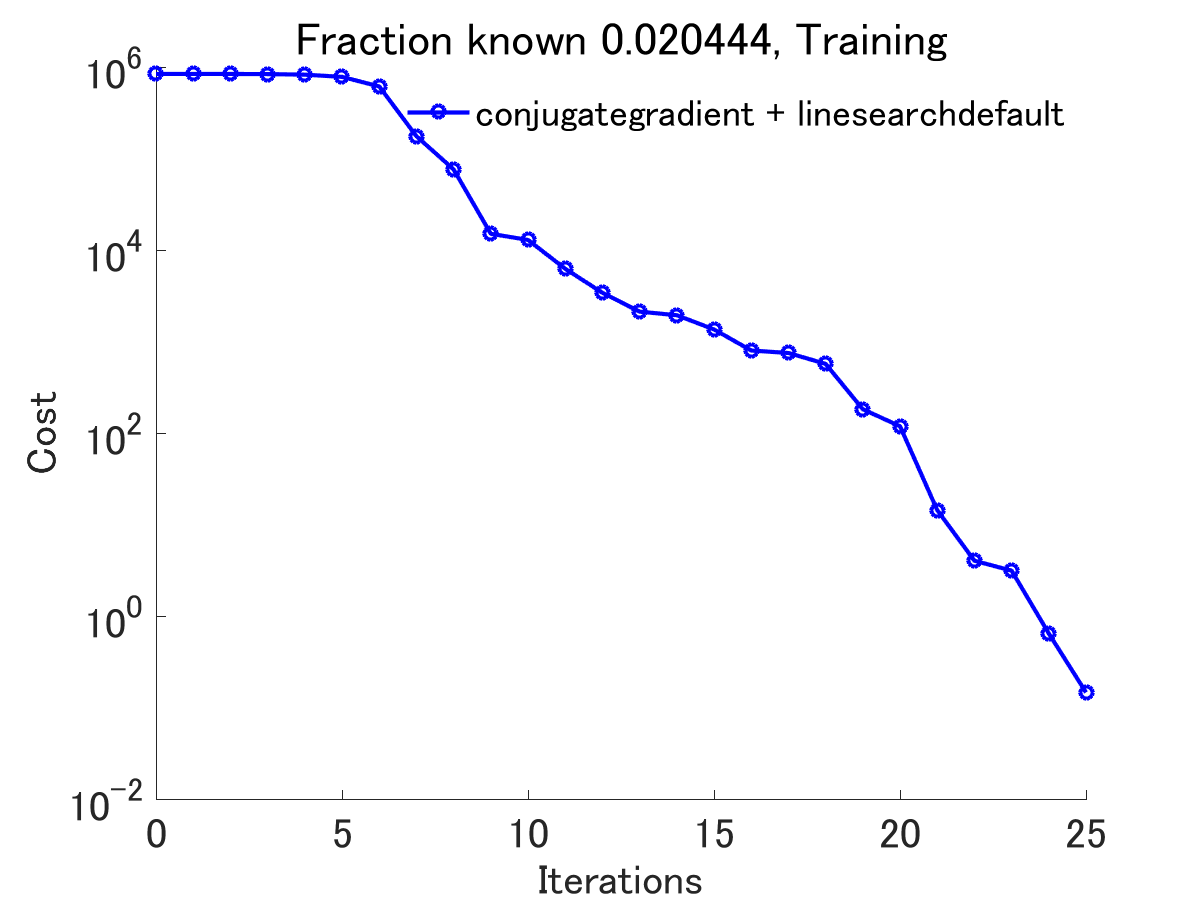 Fraction known 0.020444, Training
conjugategradient + linesearchdefault
10^6
10^4
10^2
10^0
10^-2
Cost
0 5 10 15 20 25
Iterations